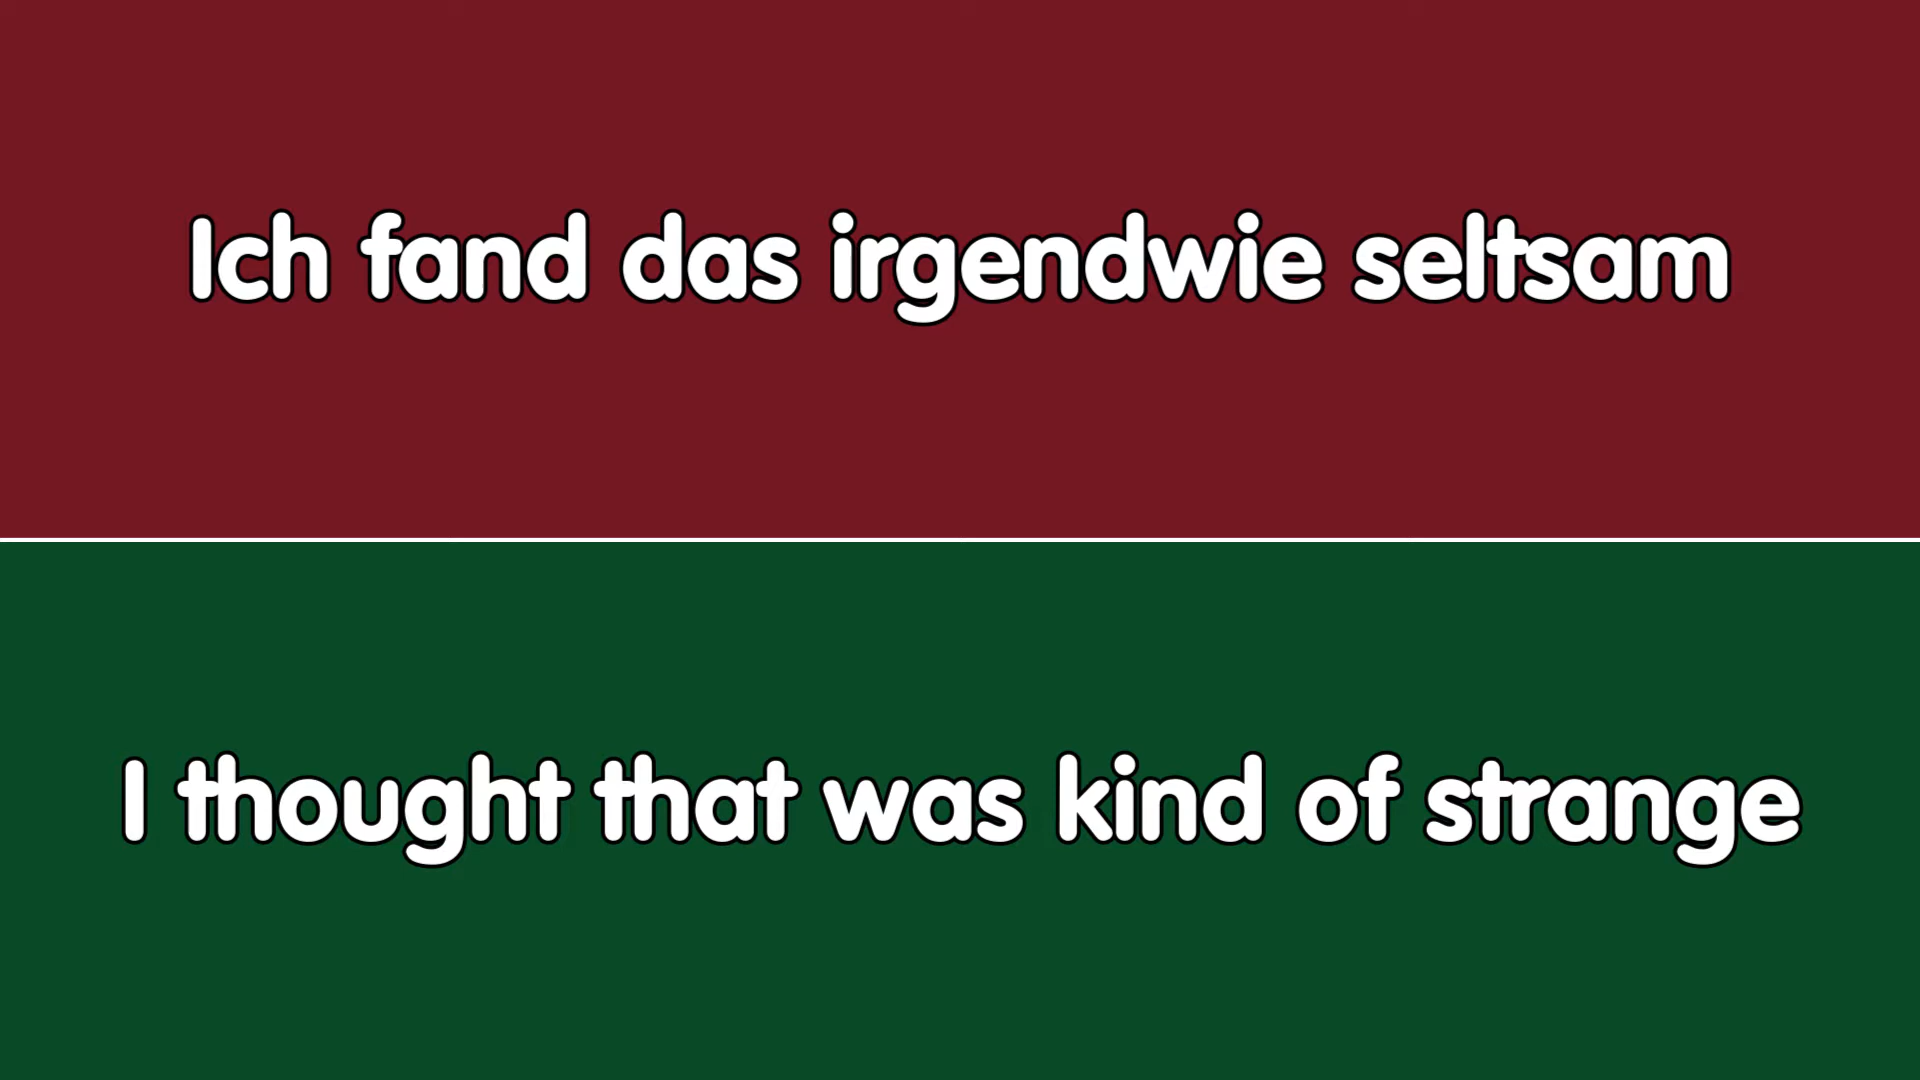 Ich fand das irgendwie seltsam
I thought that was kind of strange